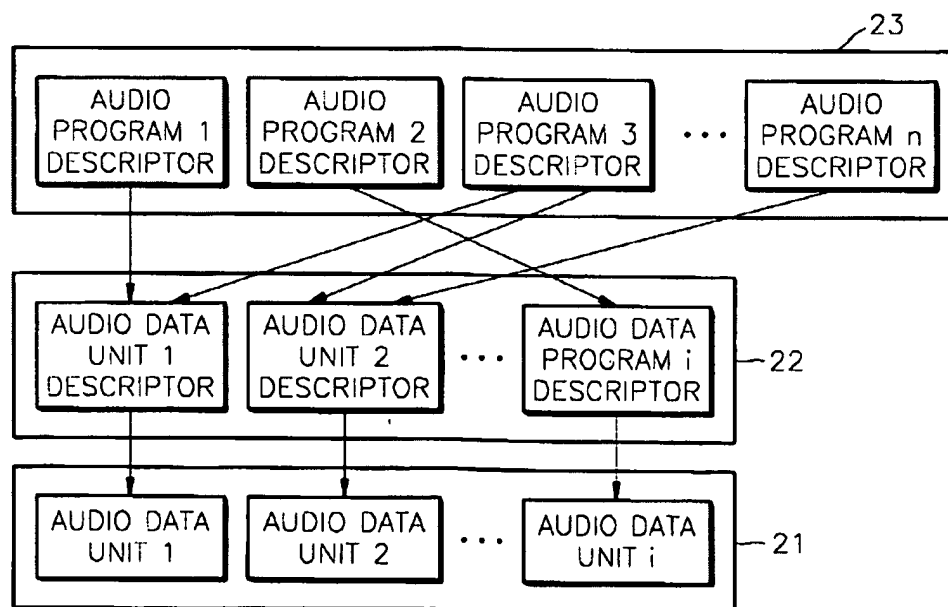 23
AUDIO
PROGRAM 1
DESCRIPTOR
AUDIO
PROGRAM 2
DESCRIPTOR
AUDIO
PROGRAM 3
DESCRIPTOR
...
AUDIO
PROGRAM n
DESCRIPTOR
AUDIO DATA
UNIT 1
DESCRIPTOR
AUDIO DATA
UNIT 2
DESCRIPTOR
...
AUDIO DATA
PROGRAM i
DESCRIPTOR
22
AUDIO DATA
UNIT 1
AUDIO DATA
UNIT 2
...
AUDIO DATA
UNIT i
21